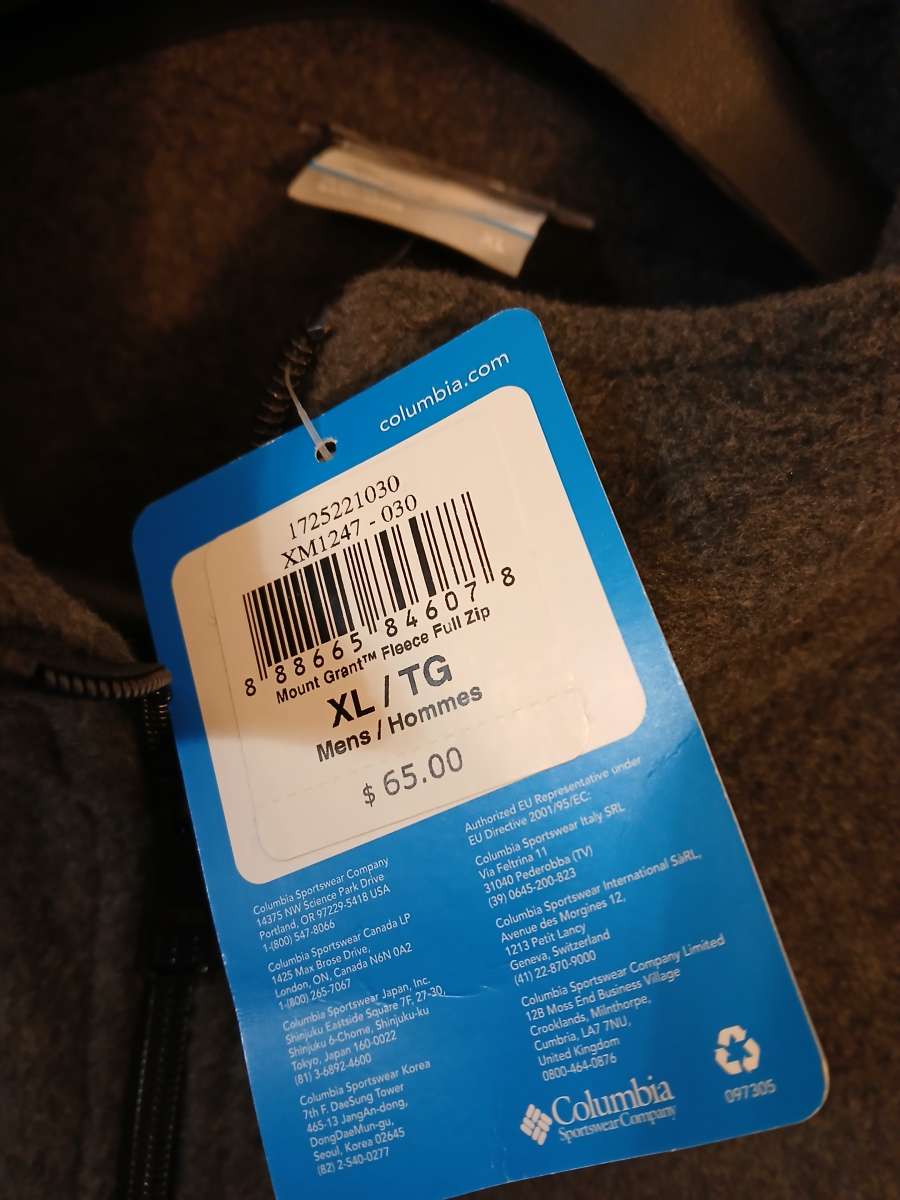 columbia.com
1725221030
XM1247 - 030
8 88665 84607 8
Mount Grant™ Fleece Full Zip
XL / TG
Mens / Hommes
$ 65.00
Columbia Sportswear Company
14375 NW Science Park Drive
Portland, OR 97229-5418 USA
1-(800) 547-8066
Columbia Sportswear Canada LP
1425 Max Brose Drive,
London, ON, Canada N6N 0A2
1-(800) 265-7067
Columbia Sportswear Japan, Inc.
Shinjuku Eastside Square 7F, 27-30,
Shinjuku 6-Chome, Shinjuku-ku
Tokyo, Japan 160-0022
(81) 3-6892-4600
Columbia Sportswear Korea
7th F. DaeSung Tower
465-13 JangAn-dong,
DongDaeMun-gu,
Seoul, Korea 02645
(82) 2-540-0277
Authorized EU Representative under
EU Directive 2001/95/EC:
Columbia Sportswear Italy SRL
Via Feltrina 11
31040 Pederobba (TV)
(39) 0645-200-823
Columbia Sportswear International SàRL,
Avenue des Morgines 12,
1213 Petit Lancy
Geneva, Switzerland
(41) 22-870-9000
Columbia Sportswear Company Limited
12B Moss End Business Village
Crooklands, Milnthorpe,
Cumbria, LA7 7NU,
United Kingdom
0800-464-0876
Columbia
Sportswear Company
097305